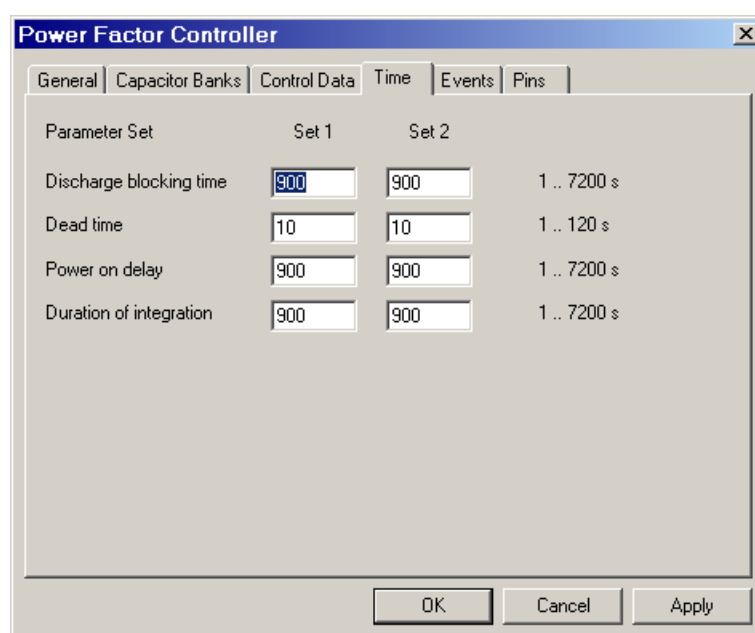 Power Factor Controller
General Capacitor Banks Control Data Time Events Pins
Parameter Set Set 1 Set 2
Discharge blocking time 900 900 1 .. 7200 s
Dead time 10 10 1 .. 120 s
Power on delay 900 900 1 .. 7200 s
Duration of integration 900 900 1 .. 7200 s
OK Cancel Apply